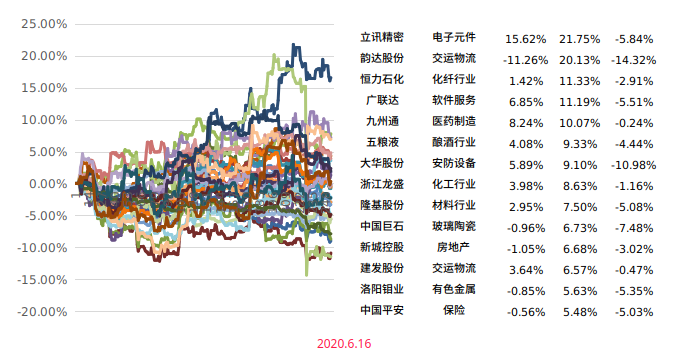 25.00%
20.00%
15.00%
10.00%
5.00%
0.00%
-5.00%
-10.00%
-15.00%
-20.00%
立讯精密 电子元件 15.62% 21.75% -5.84%
韵达股份 交运物流 -11.26% 20.13% -14.32%
恒力石化 化纤行业 1.42% 11.33% -2.91%
广联达 软件服务 6.85% 11.19% -5.51%
九州通 医药制造 8.24% 10.07% -0.24%
五粮液 酿酒行业 4.08% 9.33% -4.44%
大华股份 安防设备 5.89% 9.10% -10.98%
浙江龙盛 化工行业 3.98% 8.63% -1.16%
隆基股份 材料行业 2.95% 7.50% -5.08%
中国巨石 玻璃陶瓷 -0.96% 6.73% -7.48%
新城控股 房地产 -1.05% 6.68% -3.02%
建发股份 交运物流 3.64% 6.57% -0.47%
洛阳钼业 有色金属 -0.85% 5.63% -5.35%
中国平安 保险 -0.56% 5.48% -5.03%
2020.6.16